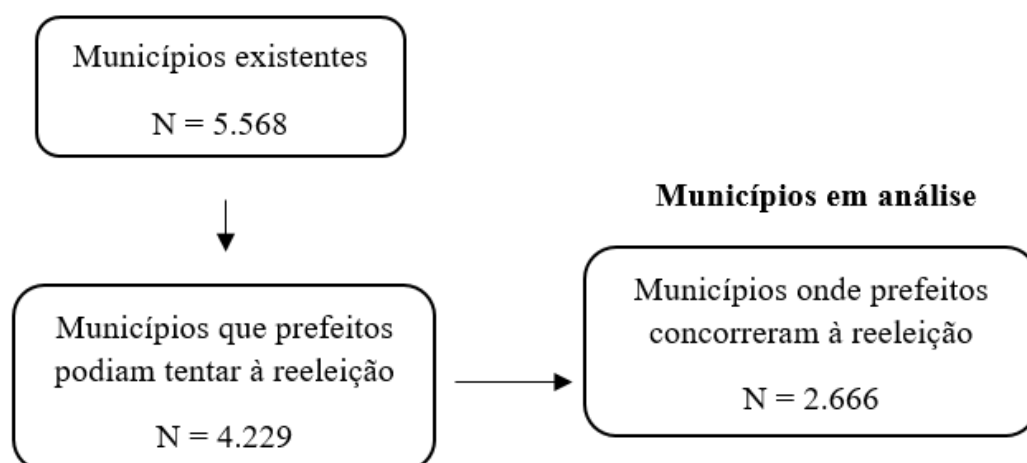 Municípios existentes
N = 5.568
Municípios que prefeitos
podiam tentar à reeleição
N = 4.229
Municípios em análise
Municípios onde prefeitos
concorreram à reeleição
N = 2.666